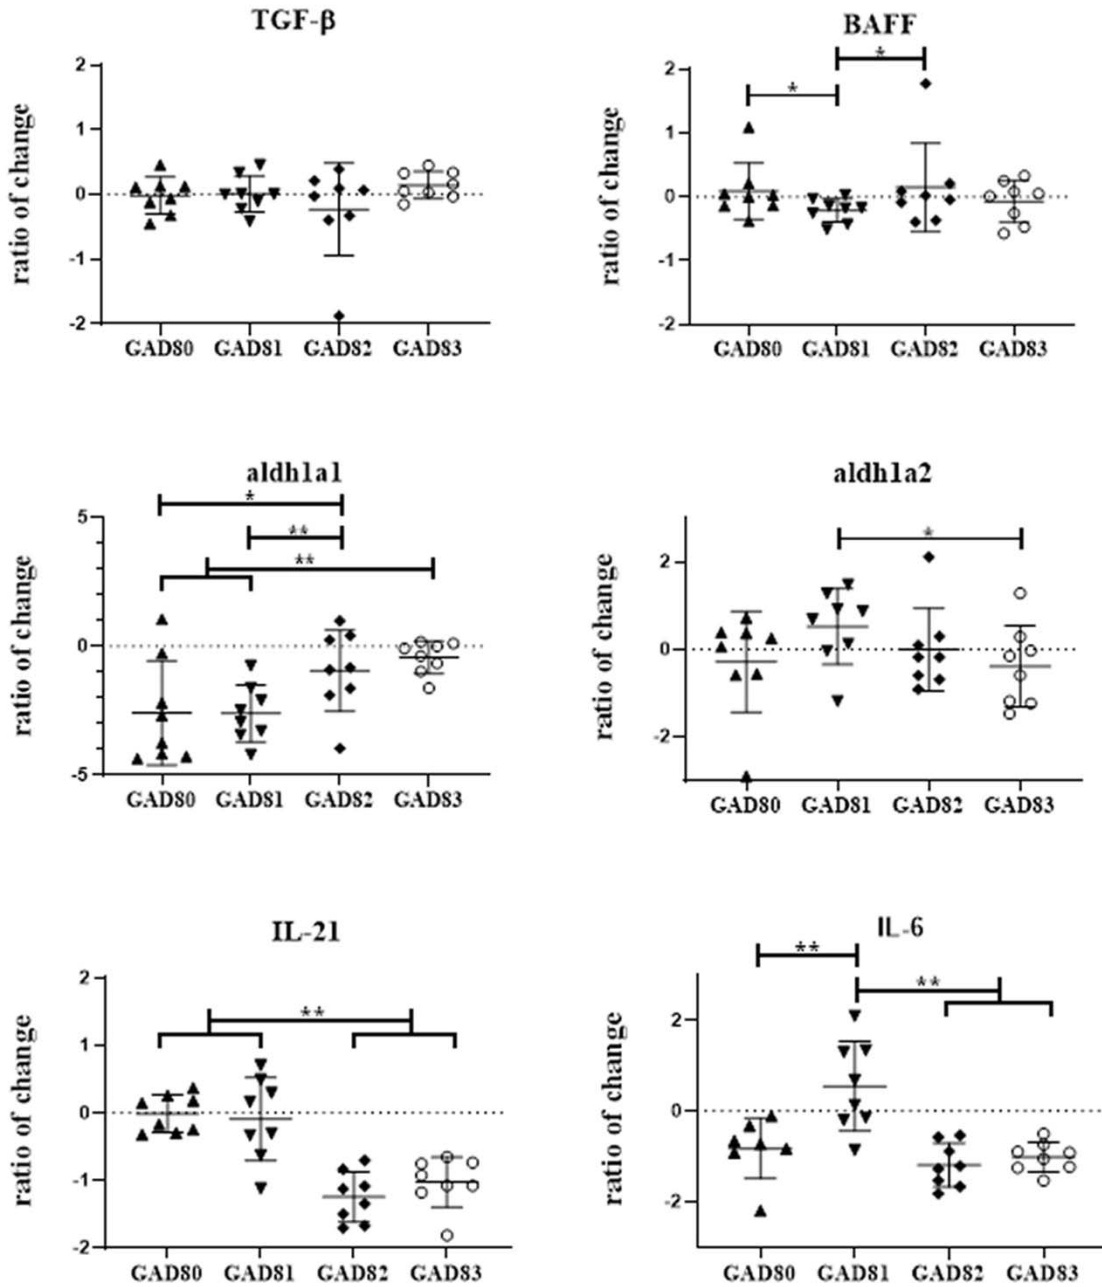 TGF-β
2
1
0
-1
-2
ratio of change
GAD80 GAD81 GAD82 GAD83
BAFF
*
*
2
1
0
-1
-2
ratio of change
GAD80 GAD81 GAD82 GAD83
aldh1a1
*
**
**
5
0
-5
ratio of change
GAD80 GAD81 GAD82 GAD83
aldh1a2
*
2
0
-2
ratio of change
GAD80 GAD81 GAD82 GAD83
IL-21
**
2
1
0
-1
-2
ratio of change
GAD80 GAD81 GAD82 GAD83
IL-6
**
**
2
0
-2
ratio of change
GAD80 GAD81 GAD82 GAD83